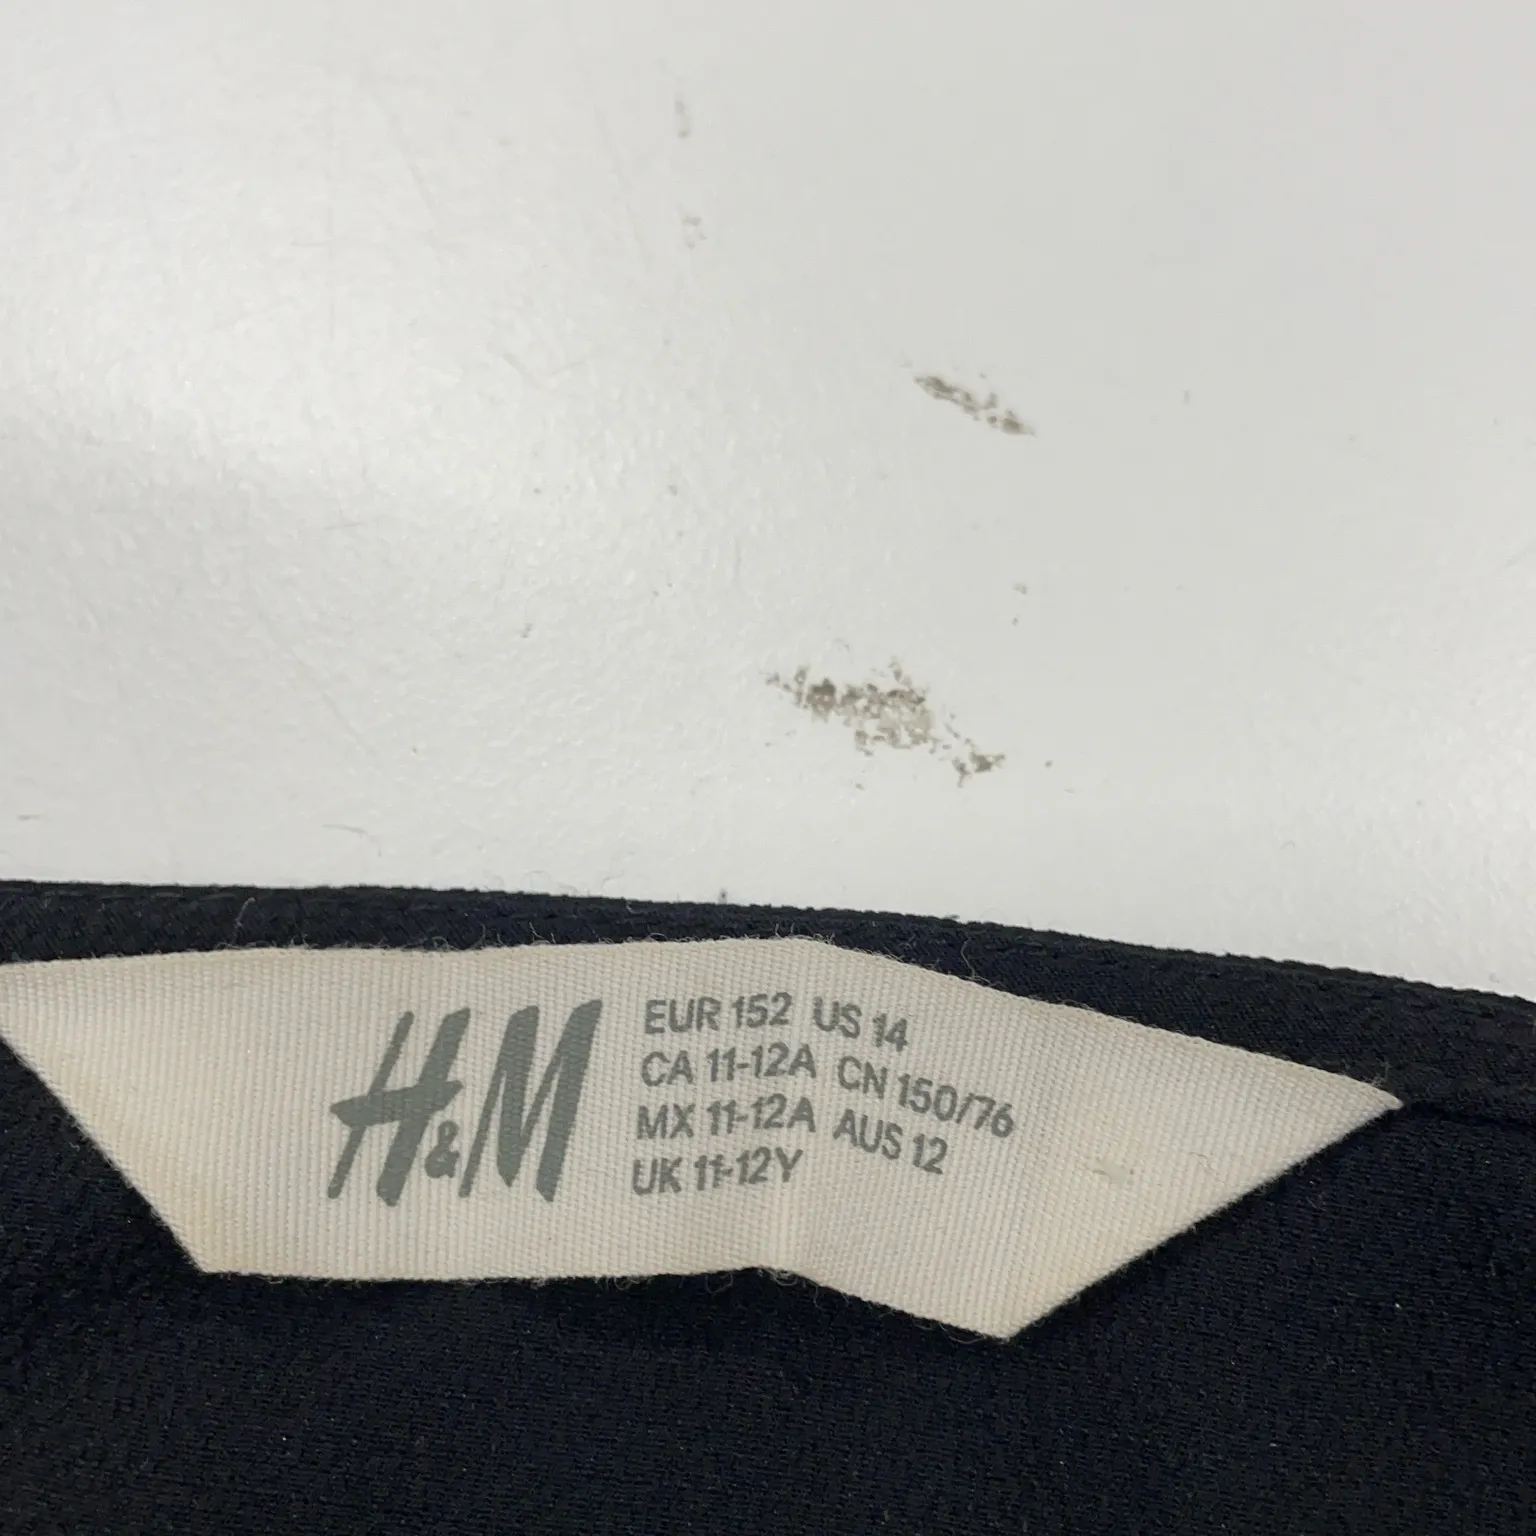 H&M
EUR 152 US 14
CA 11-12A CN 150/76
MX 11-12A AUS 12
UK 11-12Y